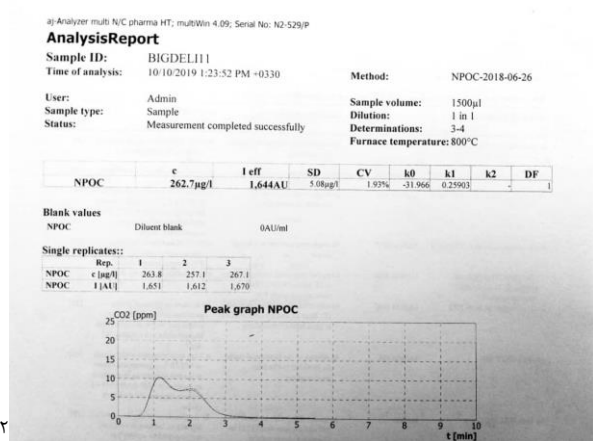 aj-Analyzer multi N/C pharma HT; multiWin 4.09; Serial No: N2-529/P
AnalysisReport
Sample ID: BIGDELI11
Time of analysis: 10/10/2019 1:23:52 PM +0330
Method: NPOC-2018-06-26
User: Admin
Sample type: Sample
Status: Measurement completed successfully
Sample volume: 1500µl
Dilution: 1 in 1
Determinations: 3-4
Furnace temperature: 800°C
c I eff SD CV k0 k1 k2 DF
NPOC 262.7µg/l 1,644AU 5.08µg/l 1.93% -31.966 0.25903 - 1
Blank values
NPOC Diluent blank 0AU/ml
Single replicates::
Rep. 1 2 3
NPOC c [µg/l] 263.8 257.1 267.1
NPOC I [AU] 1,651 1,612 1,670
Peak graph NPOC
CO2 [ppm]
25
20
15
10
5
0
0 1 2 3 4 5 6 7 8 9 10
t [min]
۲